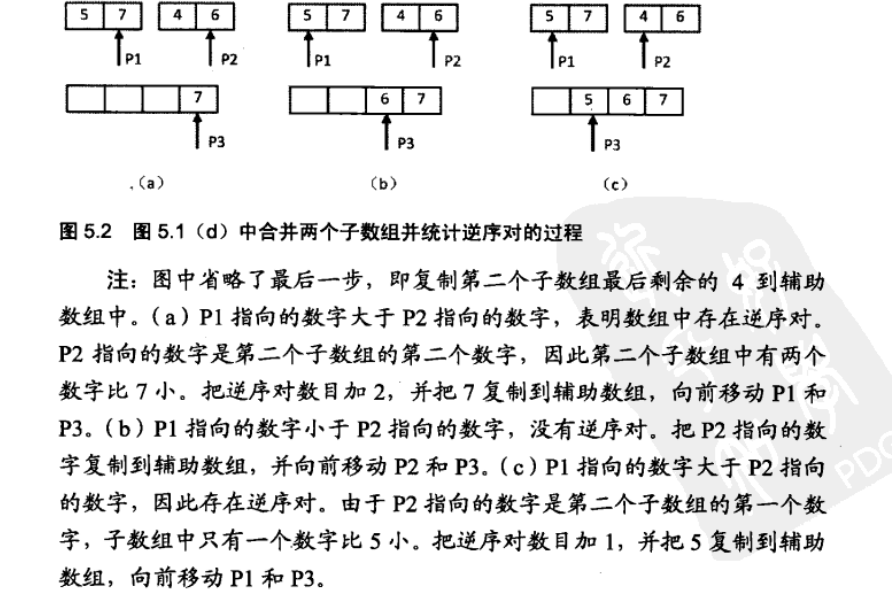 5 7 4 6 5 7 4 6 5 7 4 6
P1 P2 P1 P2 P1 P2
7 6 7 5 6 7
P3 P3 P3
.（a） （b） （c）
图 5.2 图 5.1（d）中合并两个子数组并统计逆序对的过程
注：图中省略了最后一步，即复制第二个子数组最后剩余的 4 到辅助
数组中。（a）P1 指向的数字大于 P2 指向的数字，表明数组中存在逆序对。
P2 指向的数字是第二个子数组的第二个数字，因此第二个子数组中有两个
数字比 7 小。把逆序对数目加 2，并把 7 复制到辅助数组，向前移动 P1 和
P3。（b）P1 指向的数字小于 P2 指向的数字，没有逆序对。把 P2 指向的数
字复制到辅助数组，并向前移动 P2 和 P3。（c）P1 指向的数字大于 P2 指向
的数字，因此存在逆序对。由于 P2 指向的数字是第二个子数组的第一个数
字，子数组中只有一个数字比 5 小。把逆序对数目加 1，并把 5 复制到辅助
数组，向前移动 P1 和 P3。
PDG